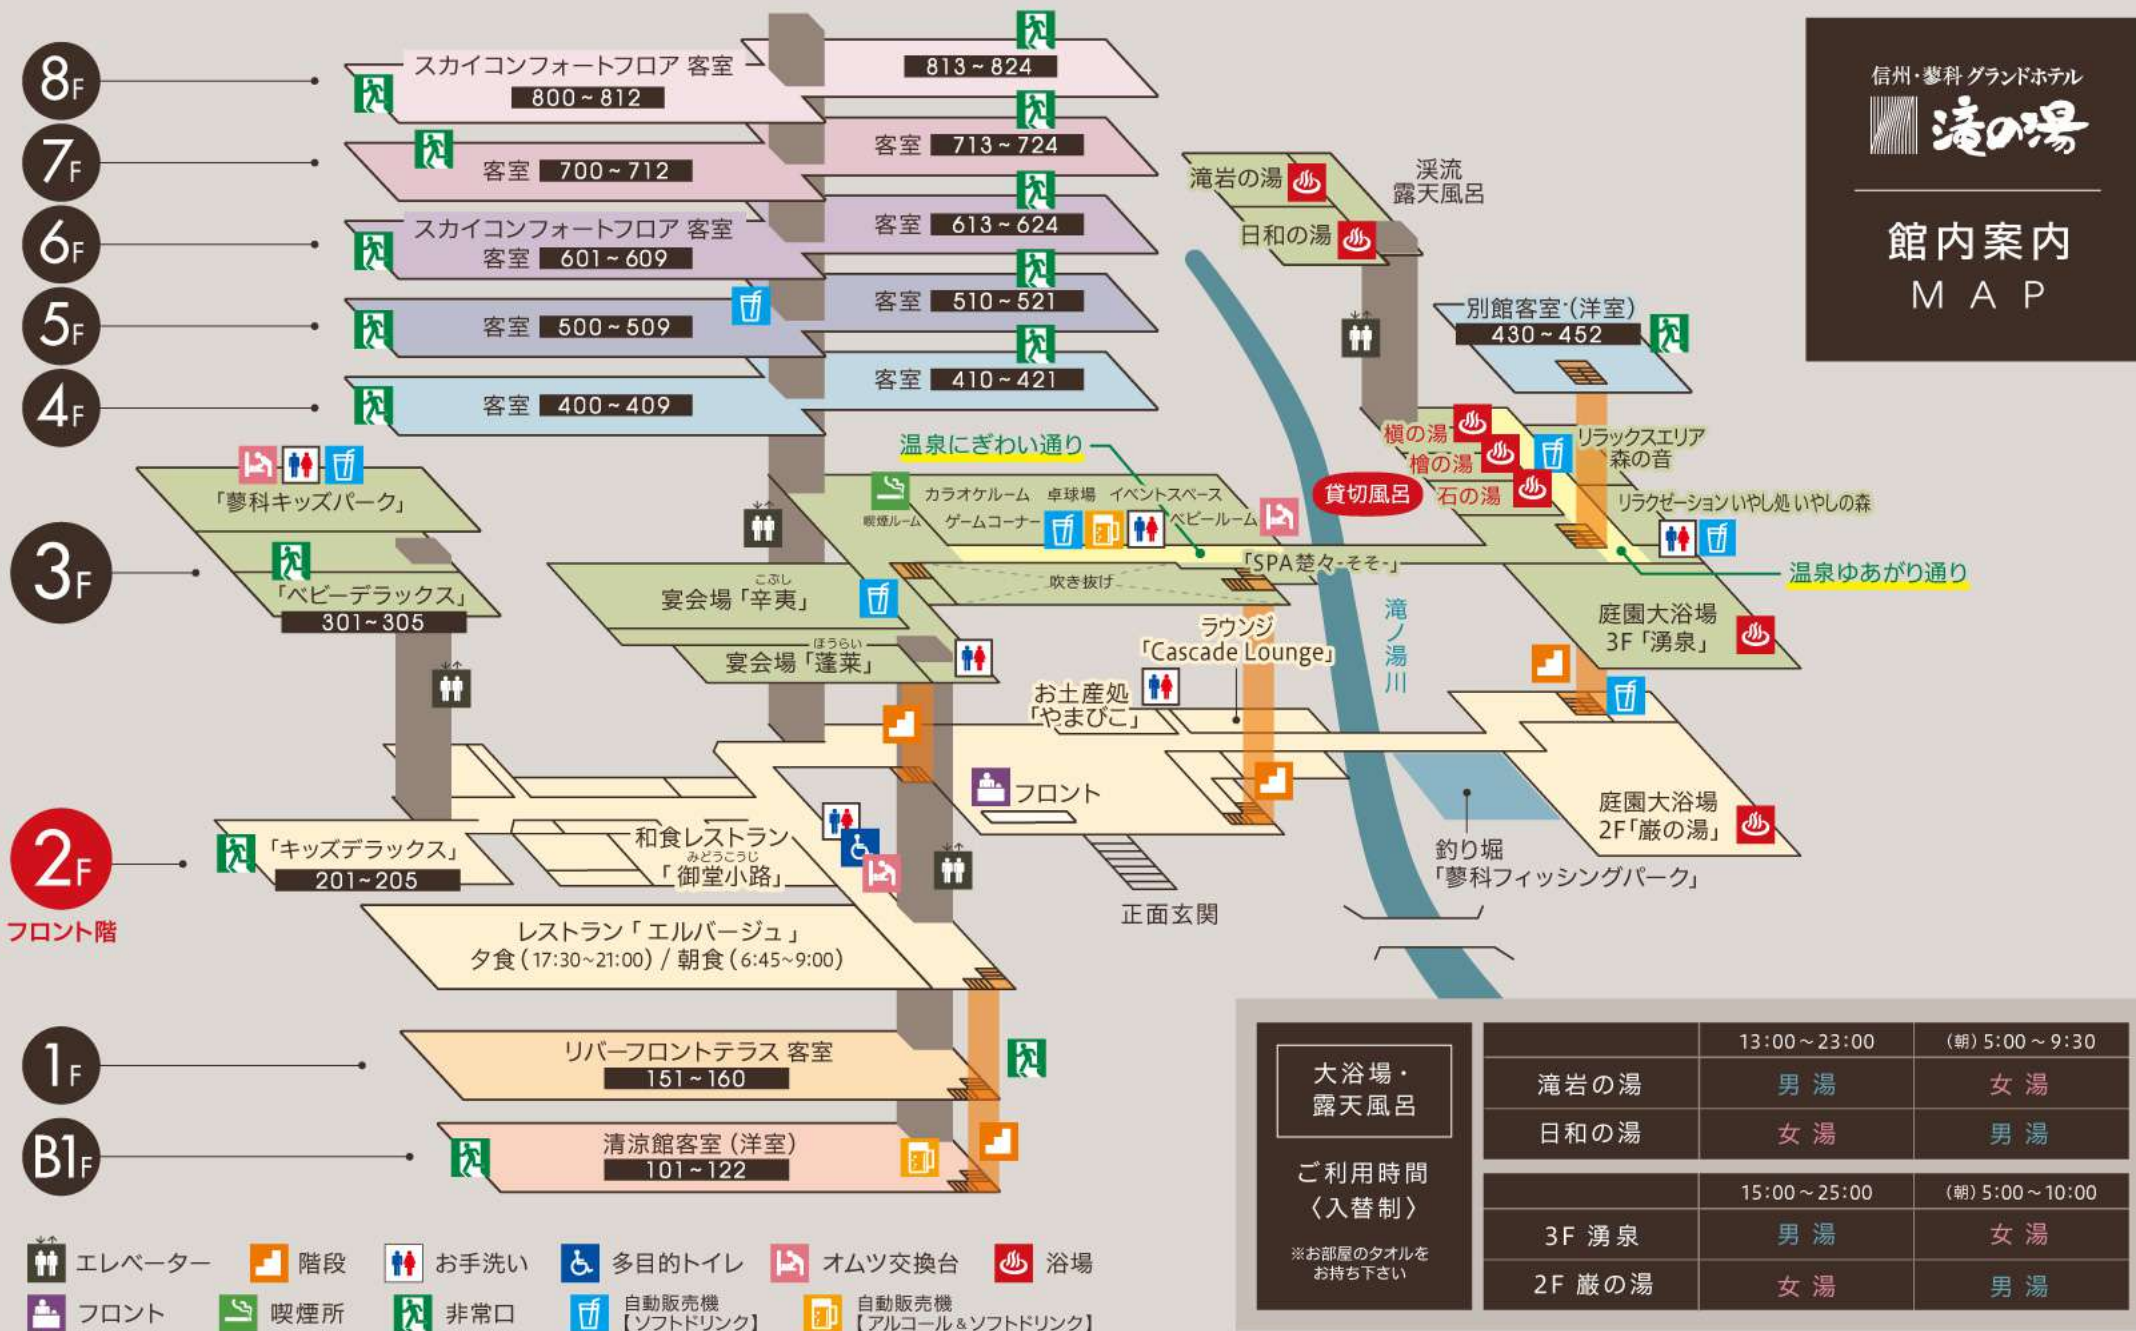 信州・蓼科 グランドホテル
滝の湯
館内案内
MAP
8F
スカイコンフォートフロア 客室
800~812
813~824
7F
客室 700~712
客室 713~724
6F
スカイコンフォートフロア 客室
客室 601~609
客室 613~624
5F
客室 500~509
客室 510~521
4F
客室 400~409
客室 410~421
滝岩の湯
日和の湯
渓流
露天風呂
別館客室・(洋室)
430~452
3F
「蓼科キッズパーク」
「ベビーデラックス」
301~305
温泉にぎわい通り
喫煙ルーム
カラオケルーム 卓球場 イベントスペース
ゲームコーナー
ベビールーム
「SPA楚々-そそ-」
吹き抜け
こぶし
宴会場「辛夷」
ほうらい
宴会場「蓬莱」
貸切風呂
槇の湯
檜の湯
石の湯
リラックスエリア
森の音
リラクゼーション いやし処 いやしの森
温泉ゆあがり通り
庭園大浴場
3F「湧泉」
滝ノ湯川
ラウンジ
「Cascade Lounge」
お土産処
「やまびこ」
フロント
正面玄関
釣り堀
「蓼科フィッシングパーク」
庭園大浴場
2F「巌の湯」
2F
フロント階
「キッズデラックス」
201~205
和食レストラン
みどうこうじ
「御堂小路」
レストラン「エルバージュ」
夕食(17:30~21:00) / 朝食(6:45~9:00)
1F
リバーフロントテラス 客室
151~160
B1F
清涼館客室(洋室)
101~122
エレベーター
階段
お手洗い
多目的トイレ
オムツ交換台
浴場
フロント
喫煙所
非常口
自動販売機
【ソフトドリンク】
自動販売機
【アルコール&ソフトドリンク】
大浴場・
露天風呂
ご利用時間
〈入替制〉
※お部屋のタオルを
お持ち下さい
13:00~23:00 (朝)5:00~9:30
滝岩の湯 男湯 女湯
日和の湯 女湯 男湯
15:00~25:00 (朝)5:00~10:00
3F 湧泉 男湯 女湯
2F 巌の湯 女湯 男湯